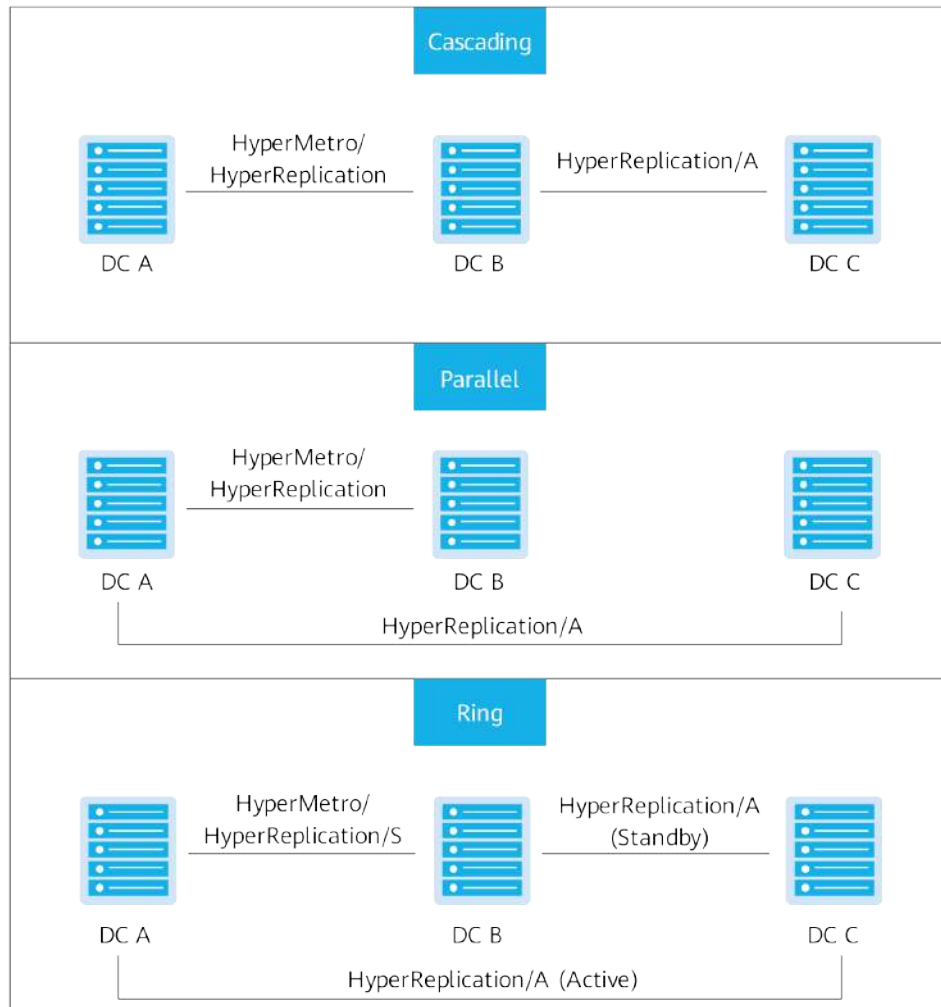 Cascading
HyperMetro/
HyperReplication
HyperReplication/A
DC A
DC B
DC C
Parallel
HyperMetro/
HyperReplication
DC A
DC B
DC C
HyperReplication/A
Ring
HyperMetro/
HyperReplication/S
HyperReplication/A
(Standby)
DC A
DC B
DC C
HyperReplication/A (Active)